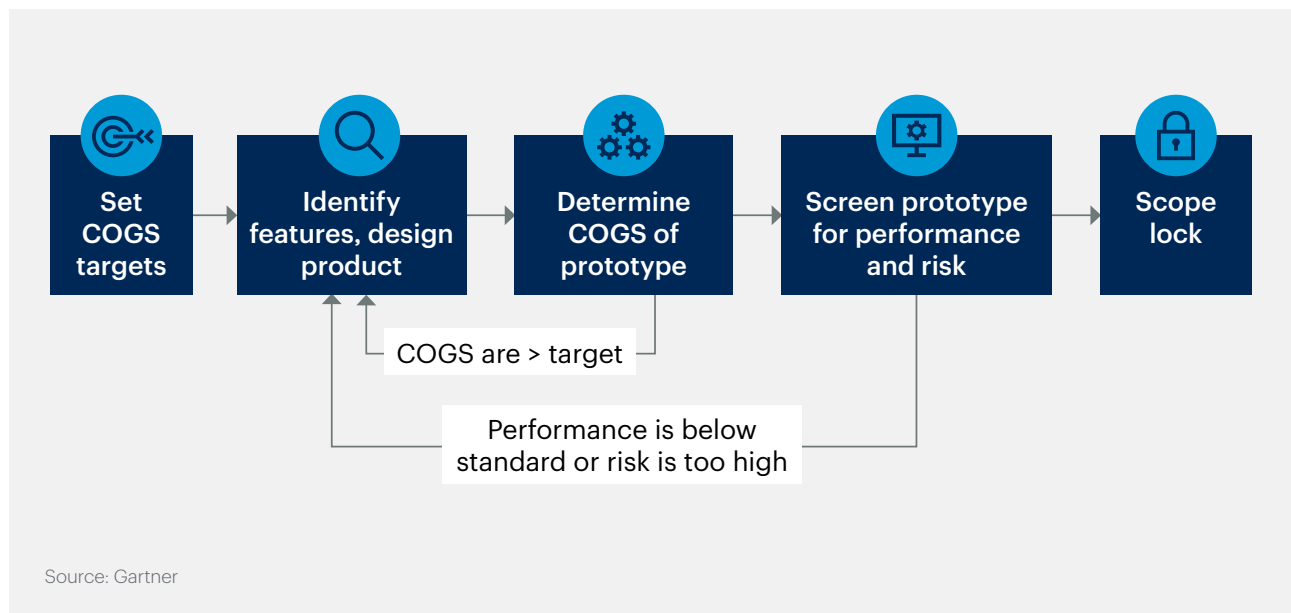 Set
COGS
targets
Identify
features, design
product
Determine
COGS of
prototype
Screen prototype
for performance
and risk
Scope
lock
COGS are > target
Performance is below
standard or risk is too high
Source: Gartner